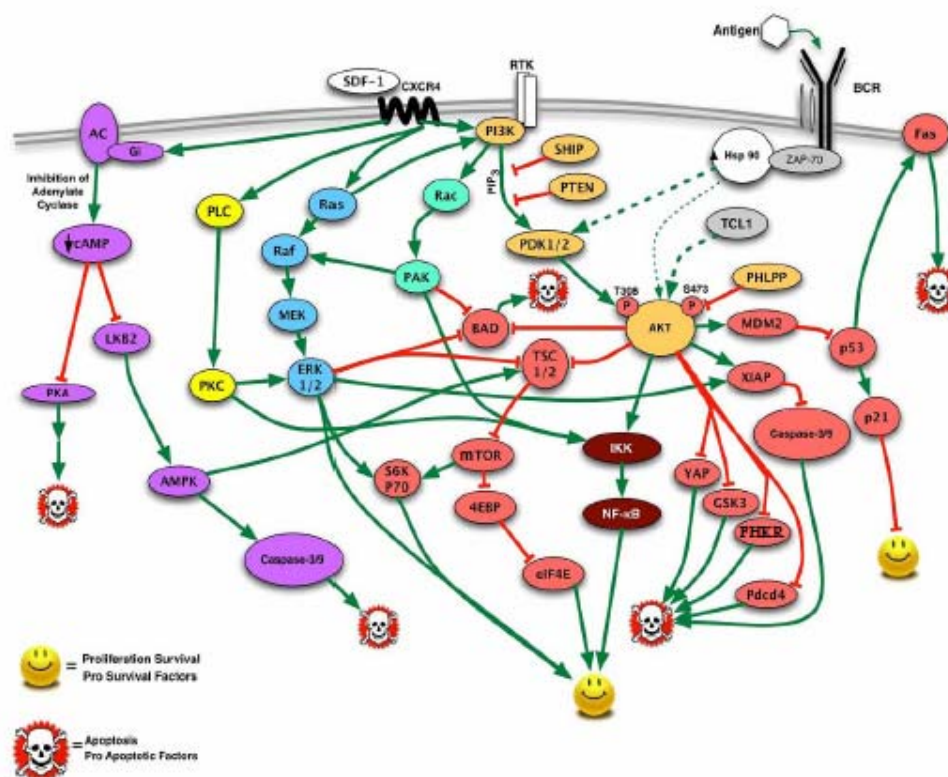 Antigen
SDF-1
CXCR4
RTK
BCR
AC
Gi
PI3K
SHIP
Hsp 90
ZAP-70
Fas
Inhibition of
Adenylate
Cyclase
PLC
Ras
Rac
PIP3
PTEN
TCL1
cAMP
Raf
PAK
PDK1/2
PHLPP
T308
S473
P
P
LKB2
MEK
BAD
AKT
MDM2
p53
PKA
PKC
ERK
1/2
TSC
1/2
XIAP
p21
Caspase-3/9
AMPK
S6K
P70
mTOR
IKK
YAP
GSK3
4EBP
NF-κB
FHKR
Caspase-3/9
eIF4E
Pdcd4
= Proliferation Survival
Pro Survival Factors
= Apoptosis
Pro Apoptotic Factors